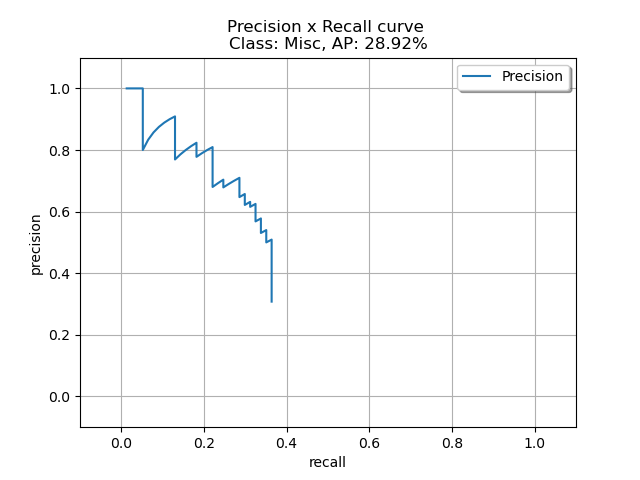 Precision x Recall curve
Class: Misc, AP: 28.92%
Precision
1.0
0.8
0.6
0.4
0.2
0.0
precision
0.0 0.2 0.4 0.6 0.8 1.0
recall